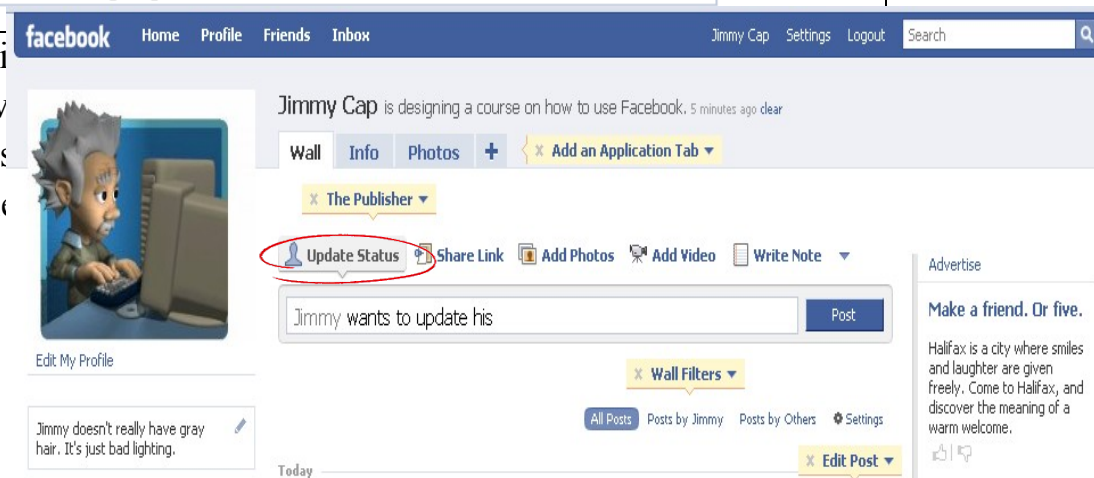 facebook Home Profile Friends Inbox Jimmy Cap Settings Logout Search
Jimmy Cap is designing a course on how to use Facebook. 5 minutes ago clear
Wall Info Photos + x Add an Application Tab
x The Publisher
Update Status Share Link Add Photos Add Video Write Note
Jimmy wants to update his Post
Edit My Profile
Jimmy doesn't really have gray
hair. It's just bad lighting.
x Wall Filters
All Posts Posts by Jimmy Posts by Others Settings
x Edit Post
Today
Advertise
Make a friend. Or five.
Halifax is a city where smiles
and laughter are given
freely. Come to Halifax, and
discover the meaning of a
warm welcome.